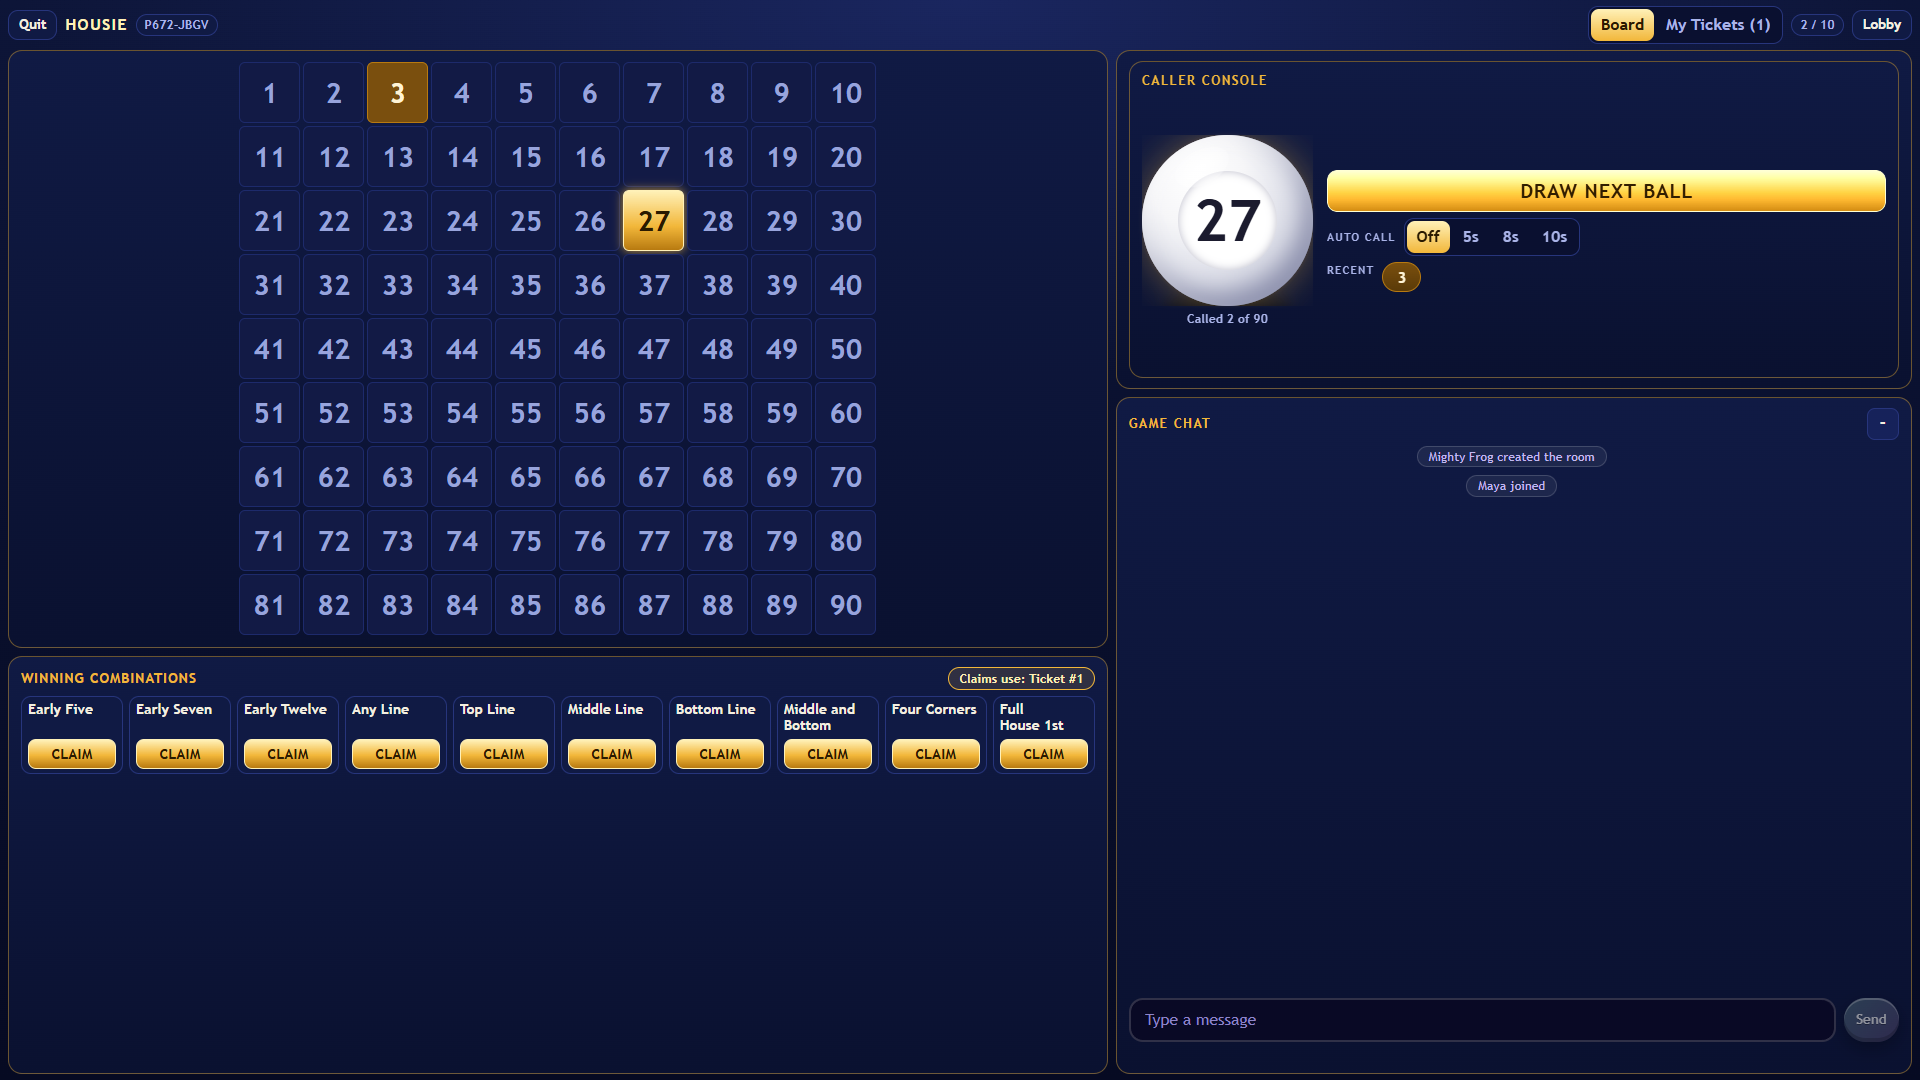 Quit HOUSIE P672-JBGV Board My Tickets (1) 2 / 10 Lobby
1 2 3 4 5 6 7 8 9 10
11 12 13 14 15 16 17 18 19 20
21 22 23 24 25 26 27 28 29 30
31 32 33 34 35 36 37 38 39 40
41 42 43 44 45 46 47 48 49 50
51 52 53 54 55 56 57 58 59 60
61 62 63 64 65 66 67 68 69 70
71 72 73 74 75 76 77 78 79 80
81 82 83 84 85 86 87 88 89 90
WINNING COMBINATIONS Claims use: Ticket #1
Early Five
CLAIM
Early Seven
CLAIM
Early Twelve
CLAIM
Any Line
CLAIM
Top Line
CLAIM
Middle Line
CLAIM
Bottom Line
CLAIM
Middle and
Bottom
CLAIM
Four Corners
CLAIM
Full
House 1st
CLAIM
CALLER CONSOLE
27
Called 2 of 90
DRAW NEXT BALL
AUTO CALL Off 5s 8s 10s
RECENT 3
GAME CHAT -
Mighty Frog created the room
Maya joined
Type a message Send